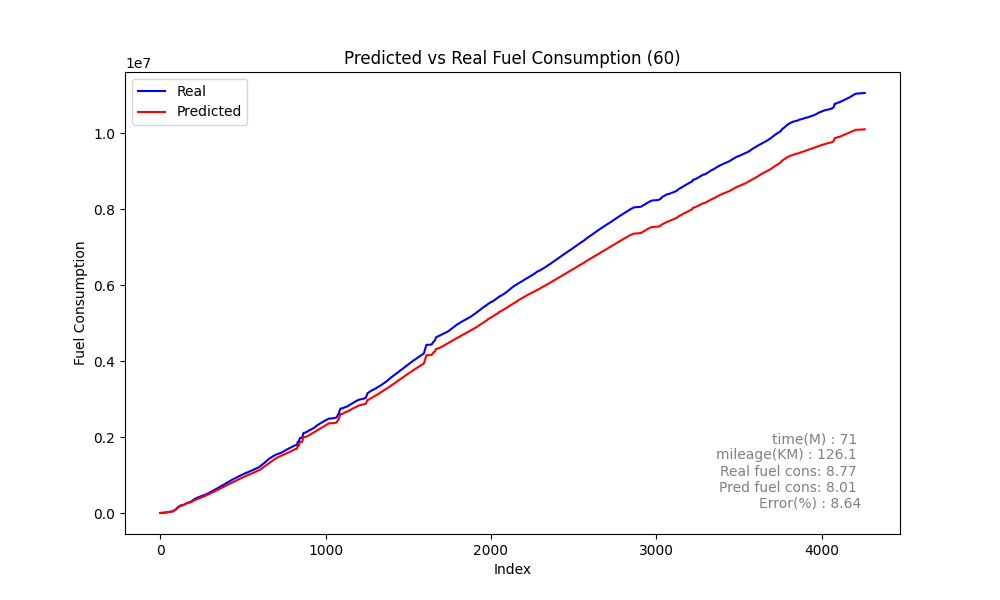 Predicted vs Real Fuel Consumption (60)
1e7
Real
Predicted
1.0
0.8
0.6
0.4
0.2
0.0
Fuel Consumption
time(M) : 71
mileage(KM) : 126.1
Real fuel cons: 8.77
Pred fuel cons: 8.01
Error(%) : 8.64
0 1000 2000 3000 4000
Index